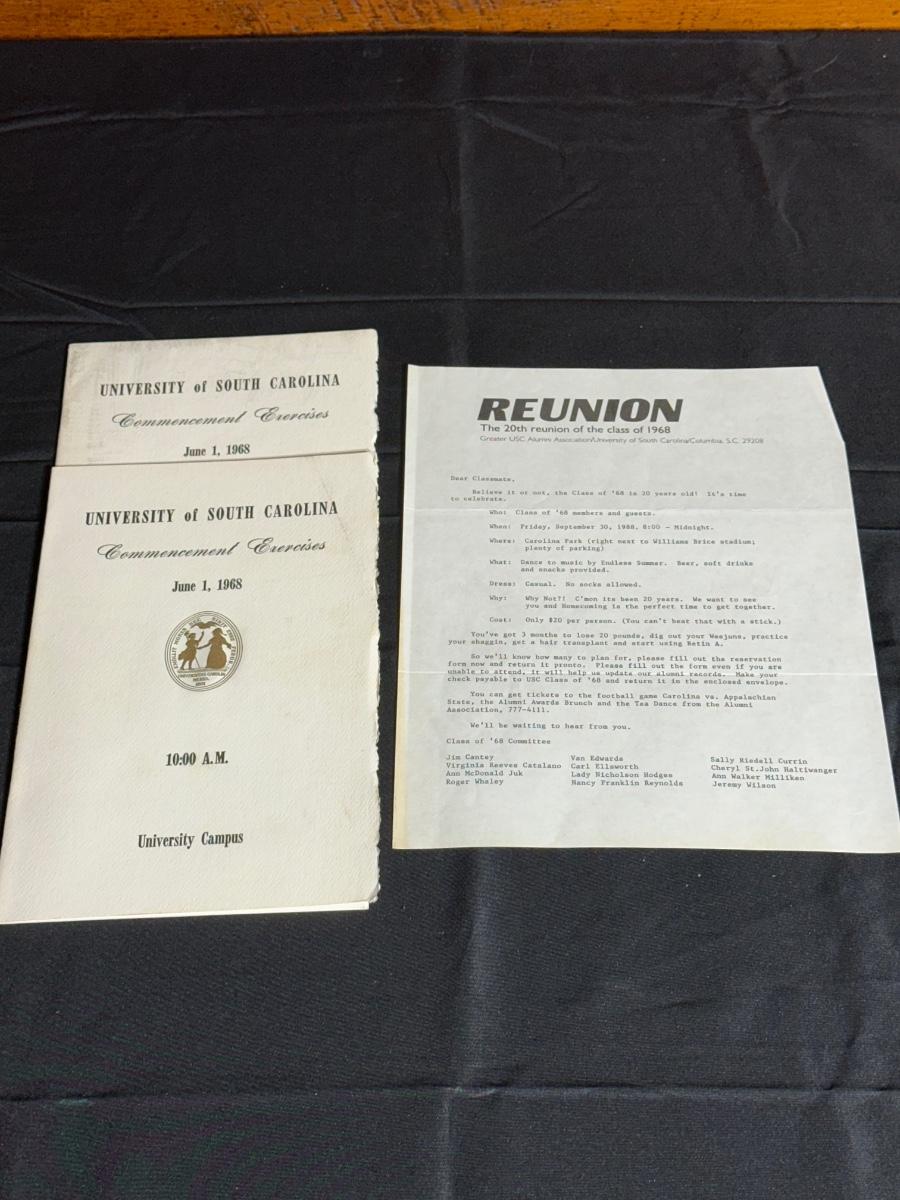 UNIVERSITY of SOUTH CAROLINA
Commencement Exercises
June 1, 1968
UNIVERSITY of SOUTH CAROLINA
Commencement Exercises
June 1, 1968
10:00 A.M.
University Campus
REUNION
The 20th reunion of the class of 1968
Greater USC Alumni Association/University of South Carolina/Columbia, S.C. 29208
Dear Classmate,
Believe it or not, the Class of '68 is 20 years old! It's time
to celebrate.
Who: Class of '68 members and guests.
When: Friday, September 30, 1988, 8:00 - Midnight.
Where: Carolina Park (right next to Williams Brice stadium;
plenty of parking)
What: Dance to music by Endless Summer. Beer, soft drinks
and snacks provided.
Dress: Casual. No socks allowed.
Why: Why Not?! C'mon its been 20 years. We want to see
you and Homecoming is the perfect time to get together.
Cost: Only $20 per person. (You can't beat that with a stick.)
You've got 3 months to lose 20 pounds, dig out your Weejuns, practice
your shaggin, get a hair transplant and start using Retin A.
So we'll know how many to plan for, please fill out the reservation
form now and return it pronto. Please fill out the form even if you are
unable to attend, it will help us update our alumni records. Make your
check payable to USC Class of '68 and return it in the enclosed envelope.
You can get tickets to the football game Carolina vs. Appalachian
State, the Alumni Awards Brunch and the Tea Dance from the Alumni
Association, 777-4111.
We'll be waiting to hear from you.
Class of '68 Committee
Jim Cantey Van Edwards Sally Riedell Currin
Virginia Reeves Catalano Carl Ellsworth Cheryl St.John Haltiwanger
Ann McDonald Juk Lady Nicholson Hodges Ann Walker Milliken
Roger Whaley Nancy Franklin Reynolds Jeremy Wilson